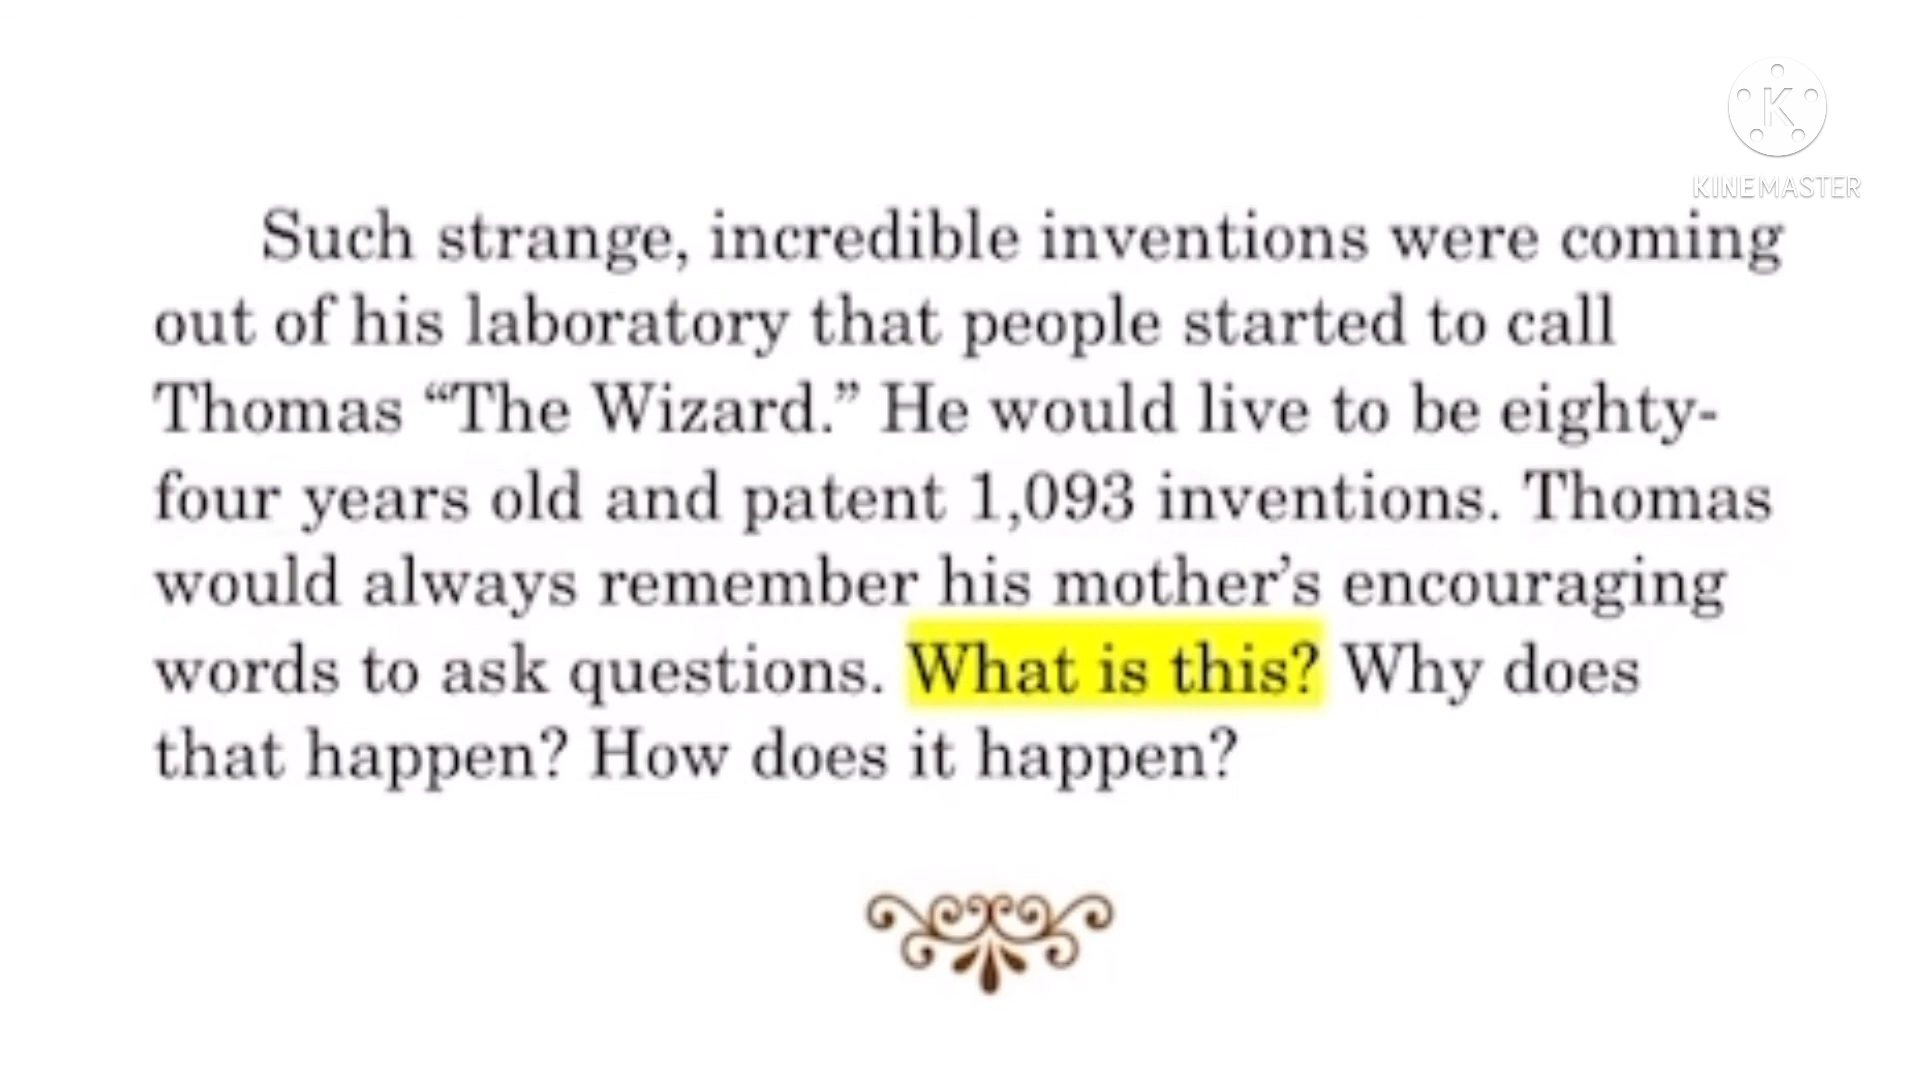 K
KINEMASTER
Such strange, incredible inventions were coming
out of his laboratory that people started to call
Thomas “The Wizard.” He would live to be eighty-
four years old and patent 1,093 inventions. Thomas
would always remember his mother’s encouraging
words to ask questions. What is this? Why does
that happen? How does it happen?